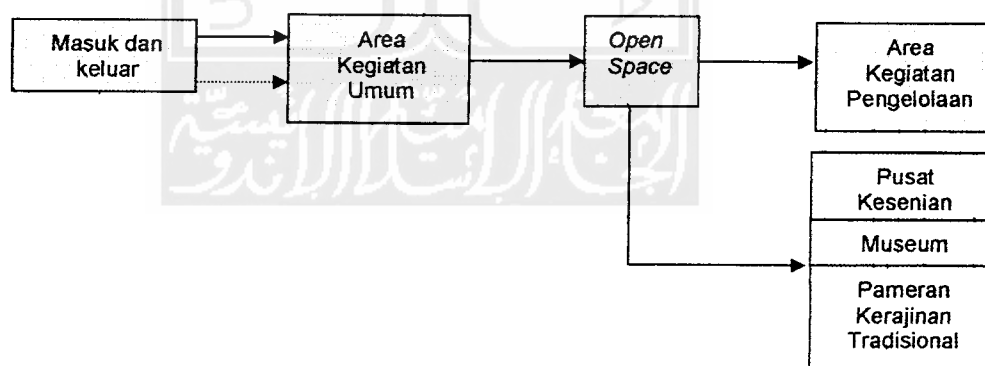 Masuk dan
keluar
Area
Kegiatan
Umum
Open
Space
Area
Kegiatan
Pengelolaan
Pusat
Kesenian
Museum
Pameran
Kerajinan
Tradisional